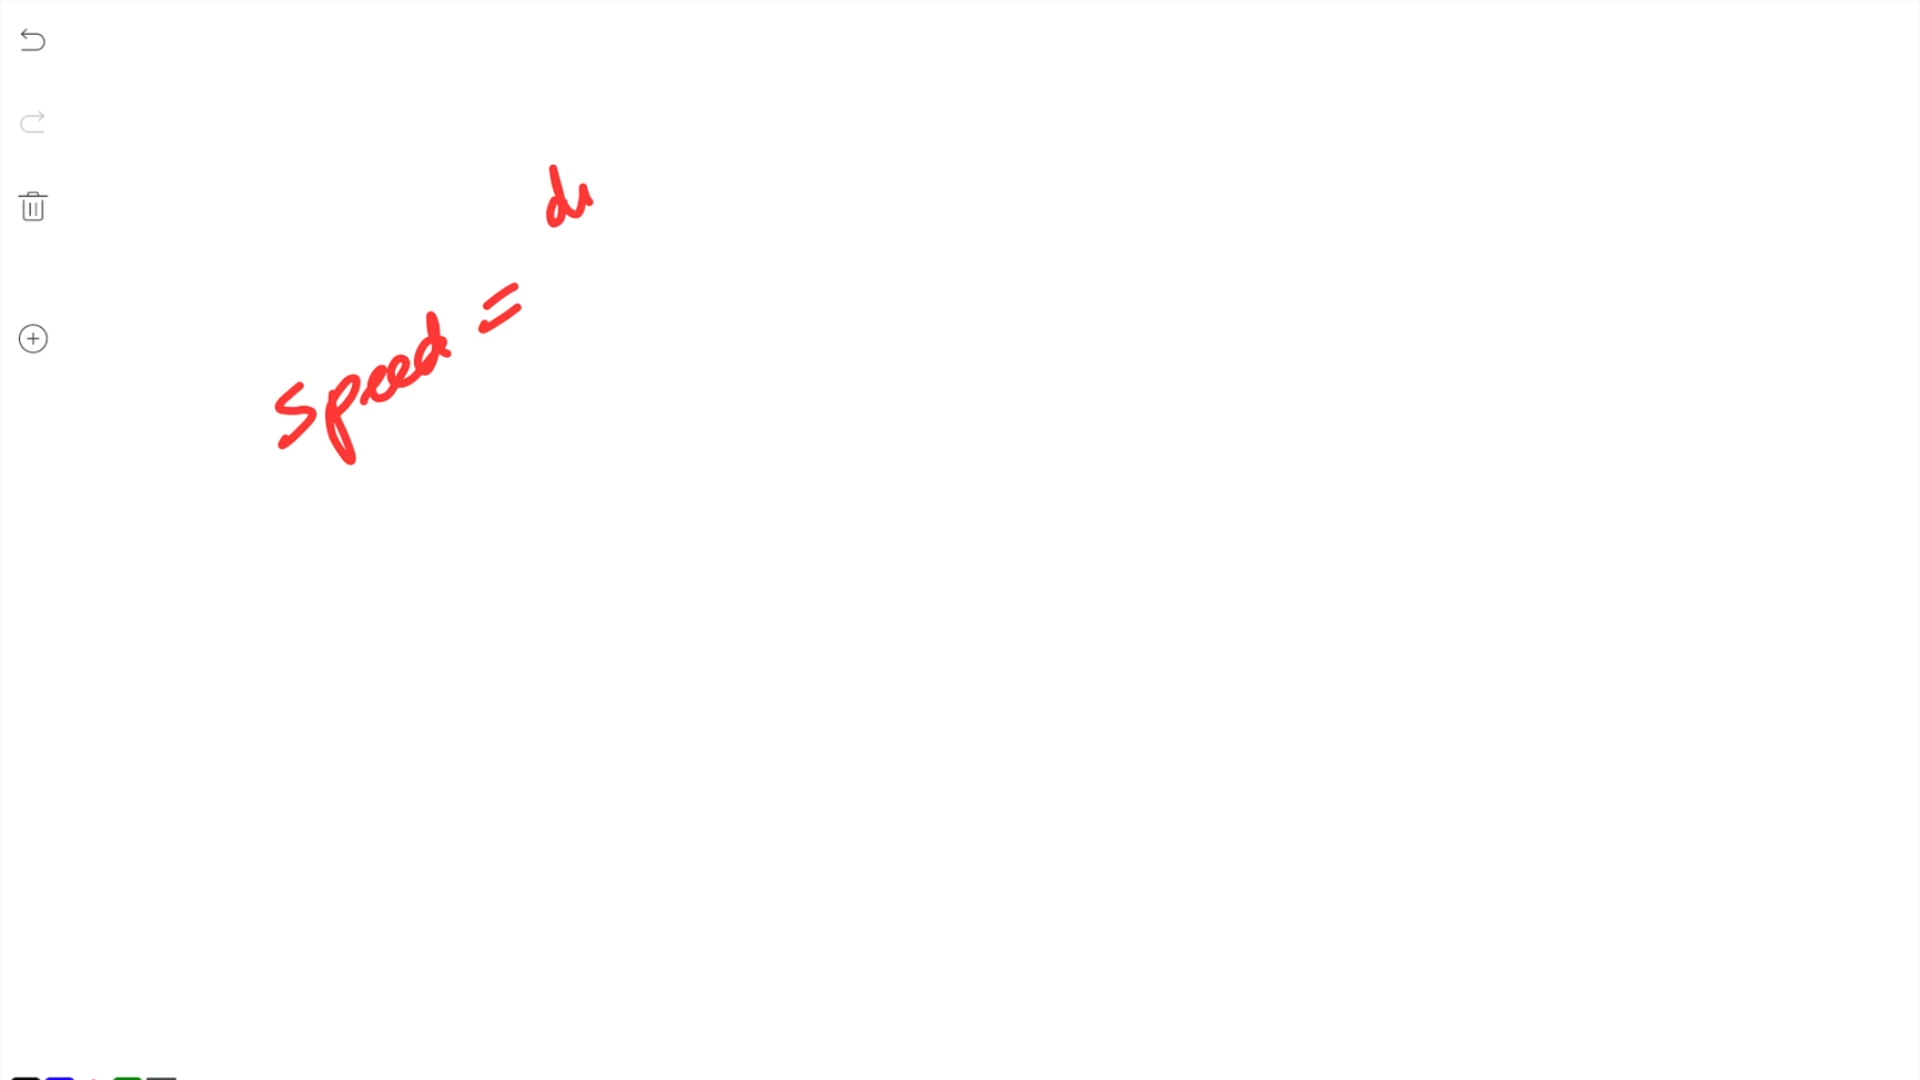 speed = di